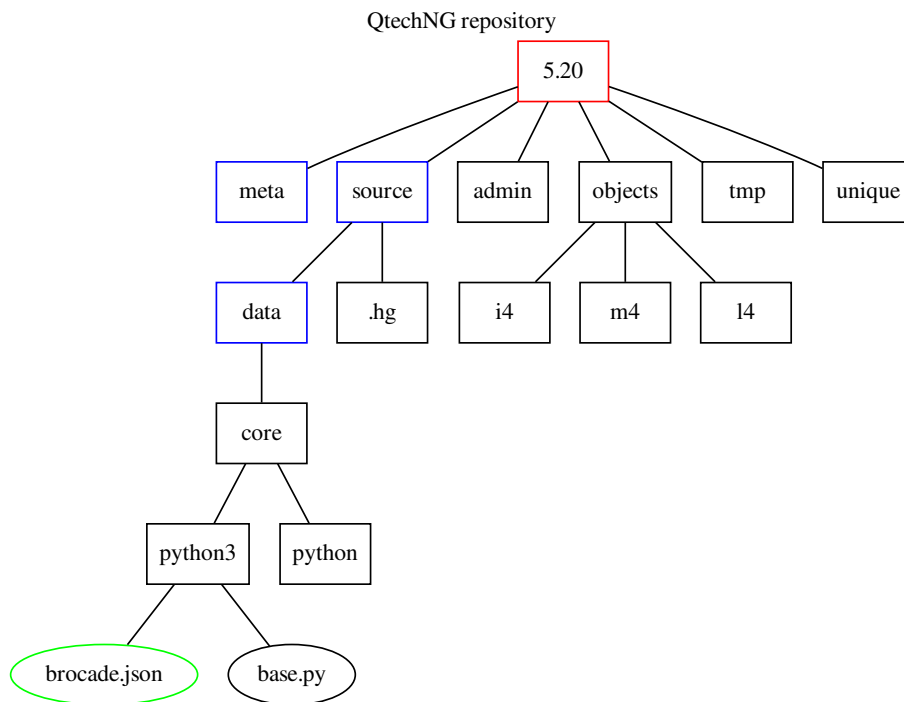 QtechNG repository
5.20
meta
source
admin
objects
tmp
unique
data
.hg
i4
m4
l4
core
python3
python
brocade.json
base.py